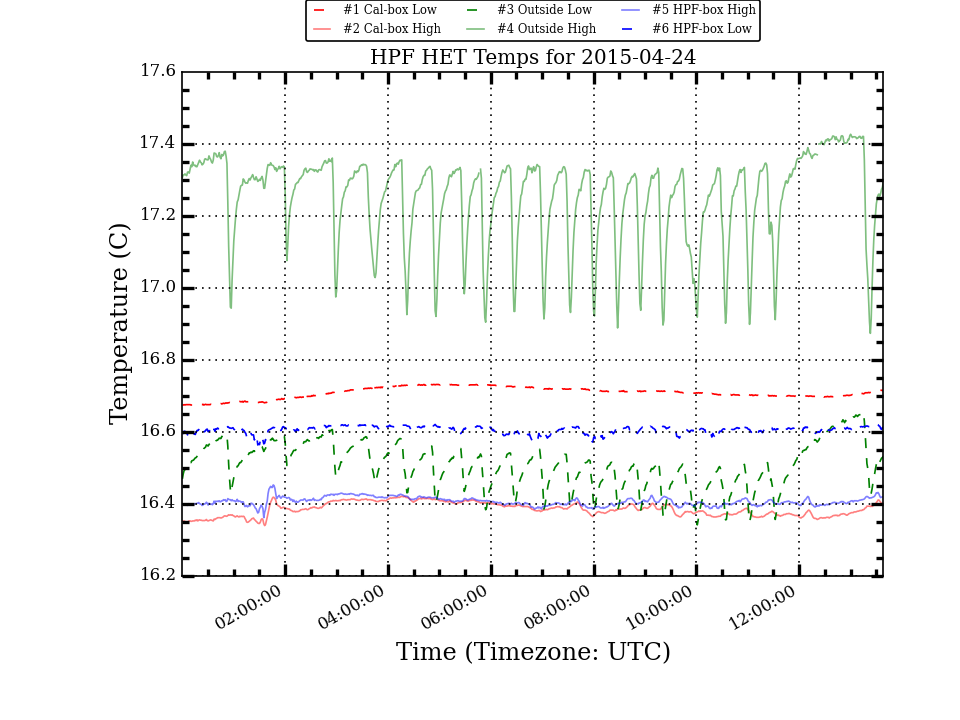 #1 Cal-box Low #3 Outside Low #5 HPF-box High
#2 Cal-box High #4 Outside High #6 HPF-box Low
HPF HET Temps for 2015-04-24
17.6
17.4
17.2
17.0
16.8
16.6
16.4
16.2
Temperature (C)
02:00:00 04:00:00 06:00:00 08:00:00 10:00:00 12:00:00
Time (Timezone: UTC)